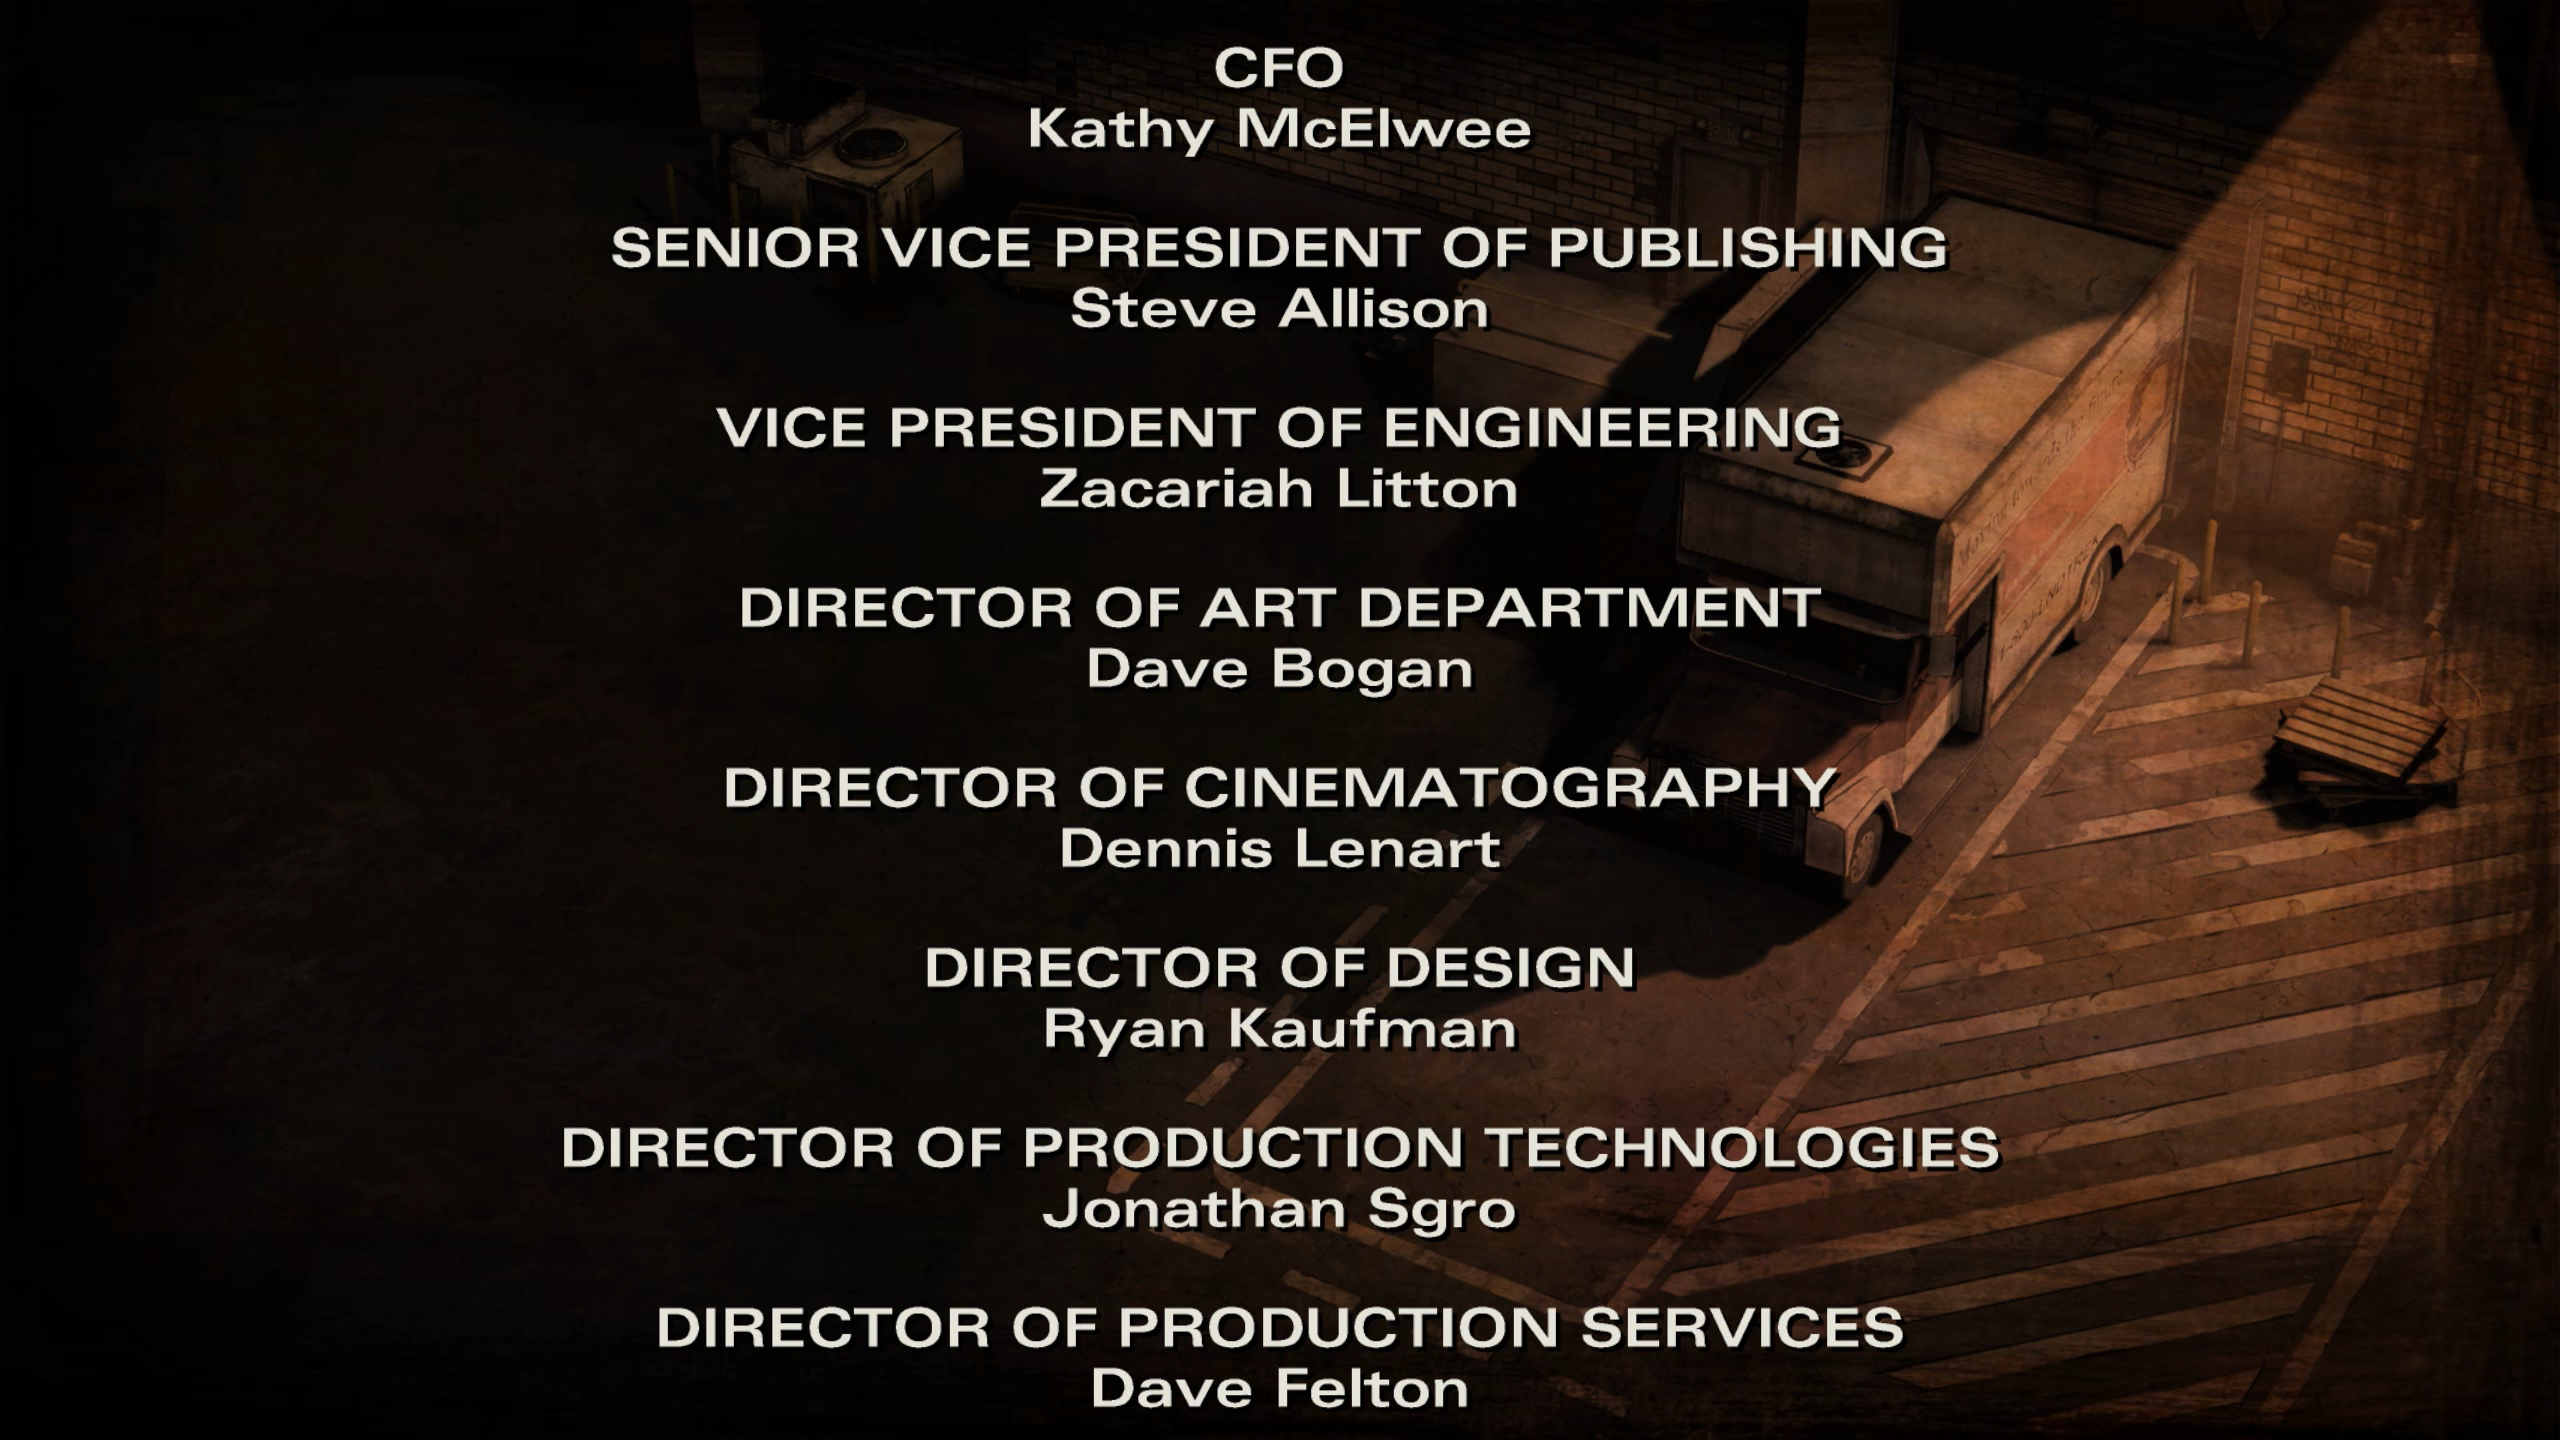 CFO
Kathy McElwee
SENIOR VICE PRESIDENT OF PUBLISHING
Steve Allison
VICE PRESIDENT OF ENGINEERING
Zacariah Litton
DIRECTOR OF ART DEPARTMENT
Dave Bogan
DIRECTOR OF CINEMATOGRAPHY
Dennis Lenart
DIRECTOR OF DESIGN
Ryan Kaufman
DIRECTOR OF PRODUCTION TECHNOLOGIES
Jonathan Sgro
DIRECTOR OF PRODUCTION SERVICES
Dave Felton